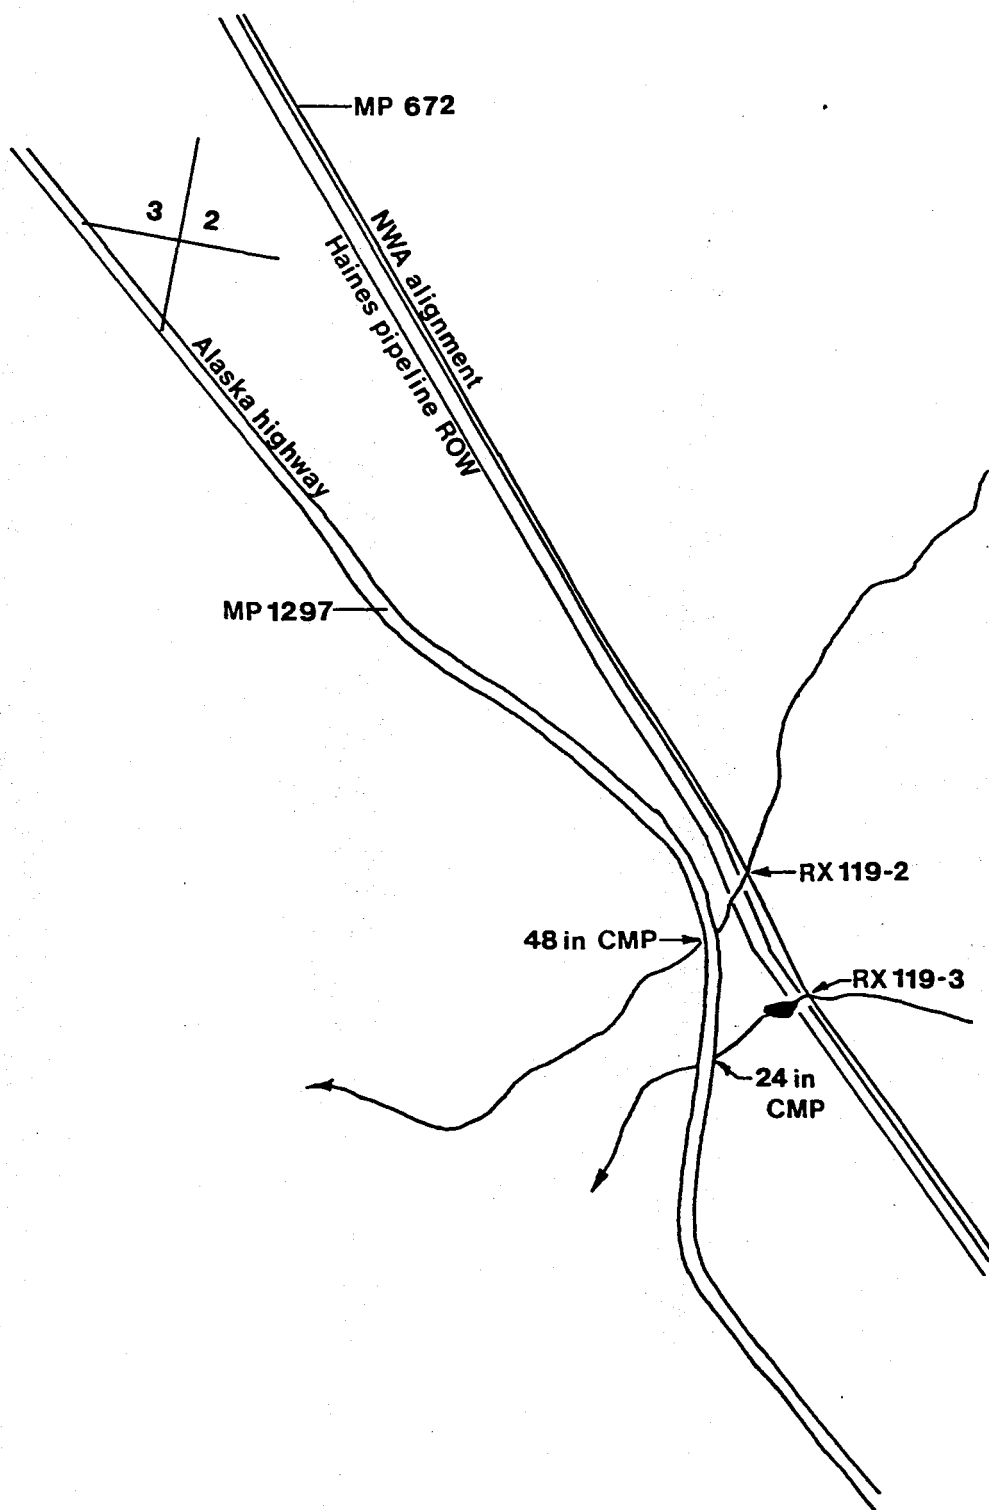 MP 672
3
2
NWA alignment
Haines pipeline ROW
Alaska highway
MP 1297
RX 119-2
48 in CMP
RX 119-3
24 in
CMP